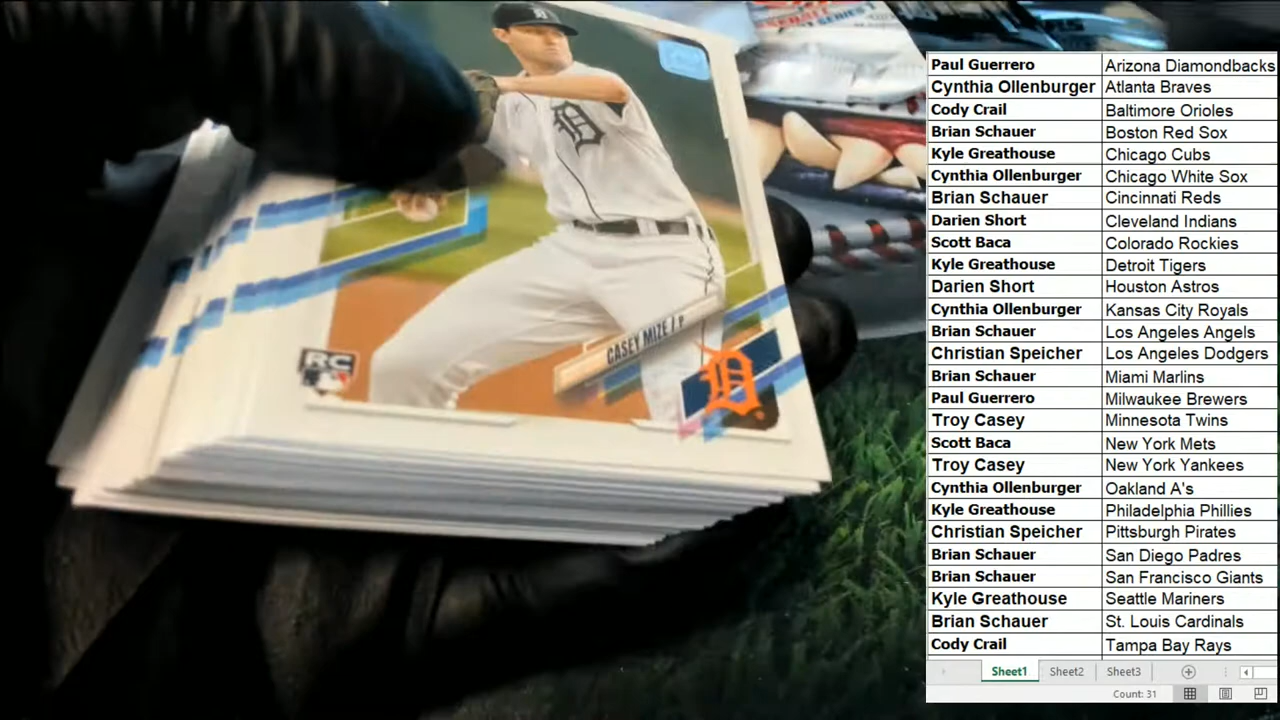 D
CASEY MIZE | P
RC
D
SERIES 1
Paul Guerrero Arizona Diamondbacks
Cynthia Ollenburger Atlanta Braves
Cody Crail Baltimore Orioles
Brian Schauer Boston Red Sox
Kyle Greathouse Chicago Cubs
Cynthia Ollenburger Chicago White Sox
Brian Schauer Cincinnati Reds
Darien Short Cleveland Indians
Scott Baca Colorado Rockies
Kyle Greathouse Detroit Tigers
Darien Short Houston Astros
Cynthia Ollenburger Kansas City Royals
Brian Schauer Los Angeles Angels
Christian Speicher Los Angeles Dodgers
Brian Schauer Miami Marlins
Paul Guerrero Milwaukee Brewers
Troy Casey Minnesota Twins
Scott Baca New York Mets
Troy Casey New York Yankees
Cynthia Ollenburger Oakland A's
Kyle Greathouse Philadelphia Phillies
Christian Speicher Pittsburgh Pirates
Brian Schauer San Diego Padres
Brian Schauer San Francisco Giants
Kyle Greathouse Seattle Mariners
Brian Schauer St. Louis Cardinals
Cody Crail Tampa Bay Rays
Sheet1 Sheet2 Sheet3
Count: 31